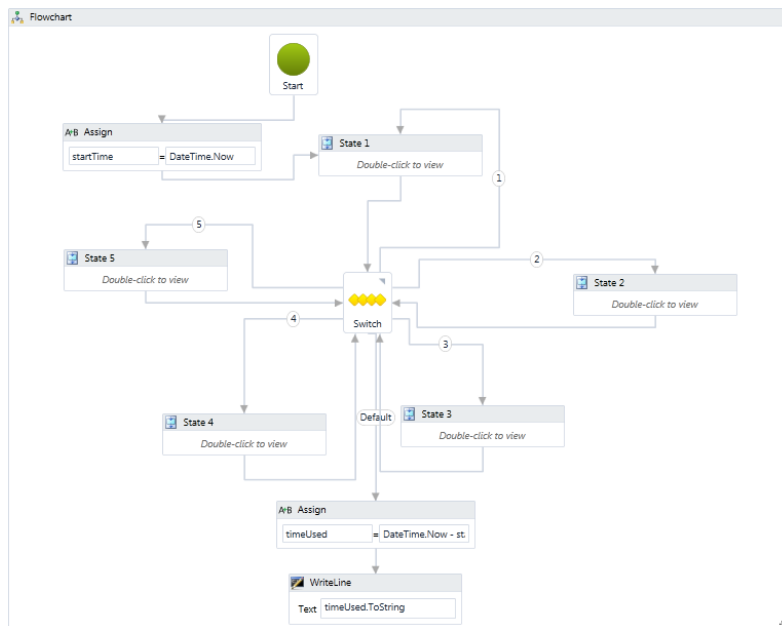 Flowchart
Start
A+B Assign
startTime = DateTime.Now
State 1
Double-click to view
1
5
State 5
Double-click to view
2
State 2
Double-click to view
Switch
4
3
State 4
Double-click to view
Default
State 3
Double-click to view
A+B Assign
timeUsed = DateTime.Now - st
WriteLine
Text timeUsed.ToString